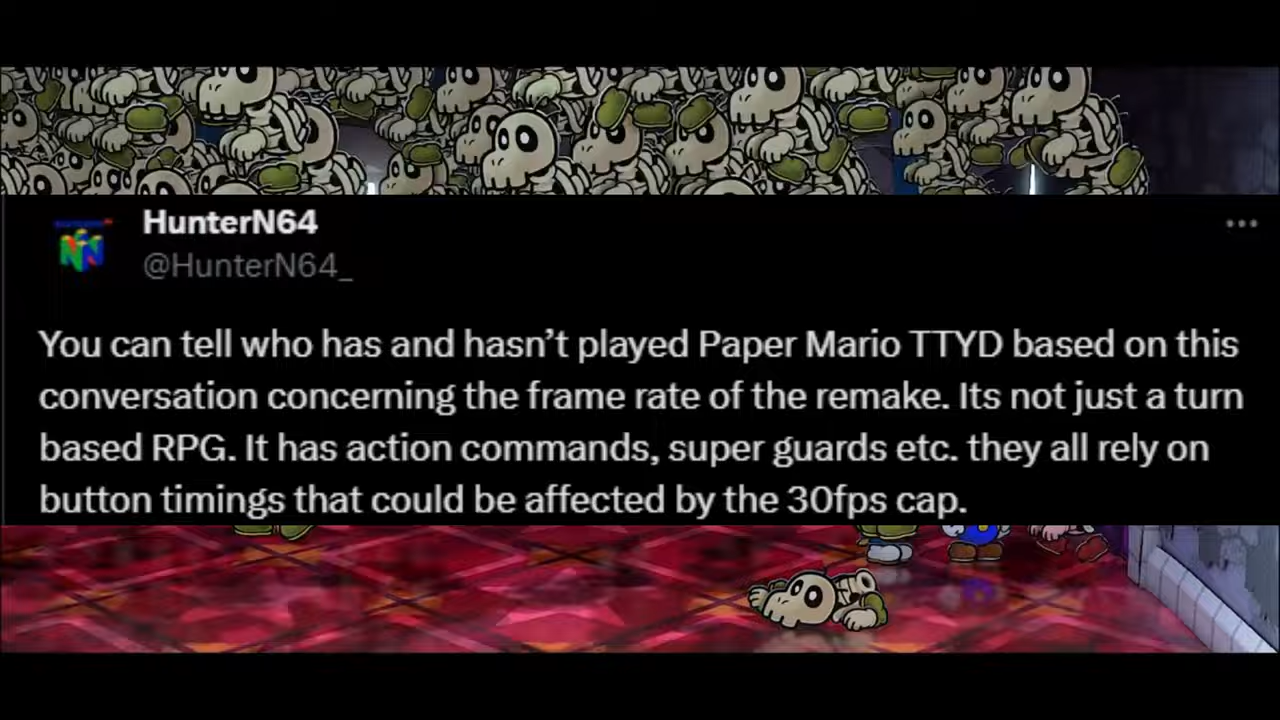 HunterN64
@HunterN64_
You can tell who has and hasn’t played Paper Mario TTYD based on this
conversation concerning the frame rate of the remake. Its not just a turn
based RPG. It has action commands, super guards etc. they all rely on
button timings that could be affected by the 30fps cap.